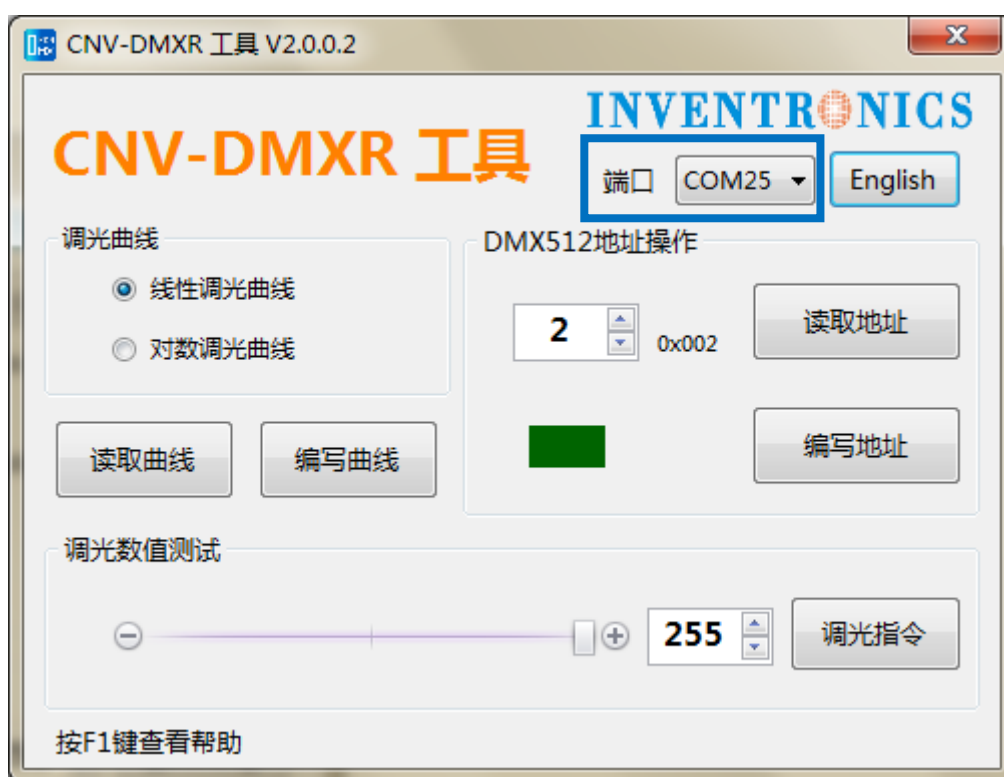 CNV-DMXR 工具 V2.0.0.2
INVENTRONICS
CNV-DMXR 工具
端口 COM25 English
调光曲线
线性调光曲线
对数调光曲线
读取曲线 编写曲线
DMX512地址操作
2 0x002 读取地址
编写地址
调光数值测试
255 调光指令
按F1键查看帮助